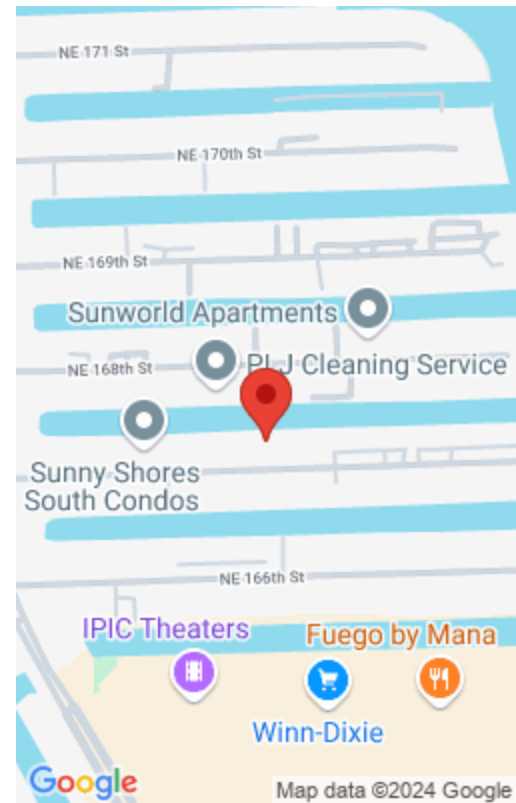 NE 171 St
NE 170th St
NE 169th St
Sunworld Apartments
NE 168th St
PLJ Cleaning Service
Sunny Shores
South Condos
NE 166th St
IPIC Theaters
Fuego by Mana
Winn-Dixie
Google
Map data ©2024 Google